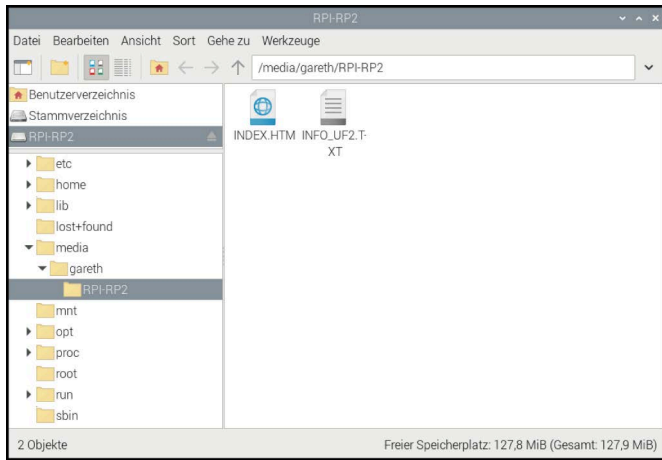 RPI-RP2
Datei Bearbeiten Ansicht Sort Gehe zu Werkzeuge
/media/gareth/RPI-RP2
Benutzerverzeichnis
Stammverzeichnis
RPI-RP2
etc
home
lib
lost+found
media
gareth
RPI-RP2
mnt
opt
proc
root
run
sbin
INDEX.HTM INFO_UF2.T-
XT
2 Objekte Freier Speicherplatz: 127,8 MiB (Gesamt: 127,9 MiB)